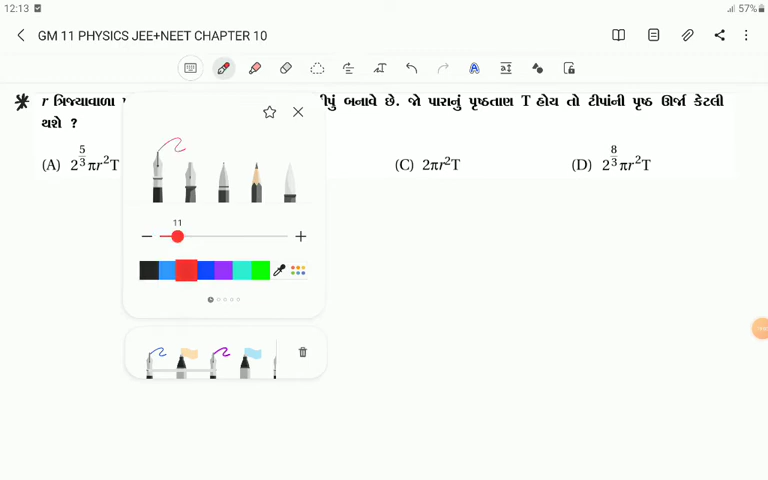 12:13 57%
GM 11 PHYSICS JEE+NEET CHAPTER 10
r ત્રિજ્યાવાળા ીપું બનાવે છે. જો પારાનું પૃષ્ઠતાણ T હોય તો ટીપાંની પૃષ્ઠ ઊર્જા કેટલી
થશે ?
(A) 2^{5/3}πr²T (C) 2πr²T (D) 2^{8/3}πr²T
11